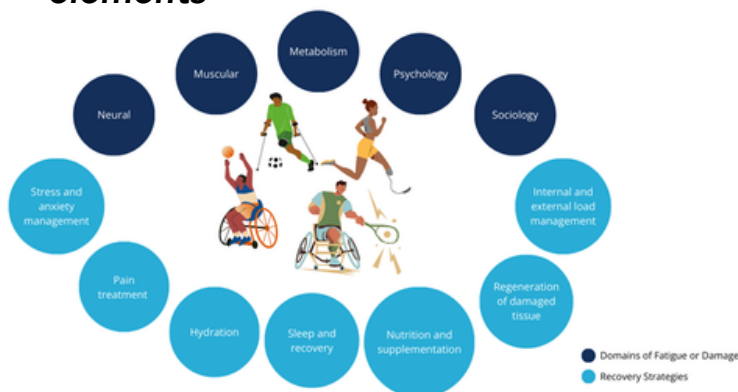 elements
Metabolism
Muscular
Psychology
Neural
Sociology
Stress and
anxiety
management
Internal and
external load
management
Pain
treatment
Regeneration
of damaged
tissue
Hydration
Sleep and
recovery
Nutrition and
supplementation
Domains of Fatigue or Damage
Recovery Strategies